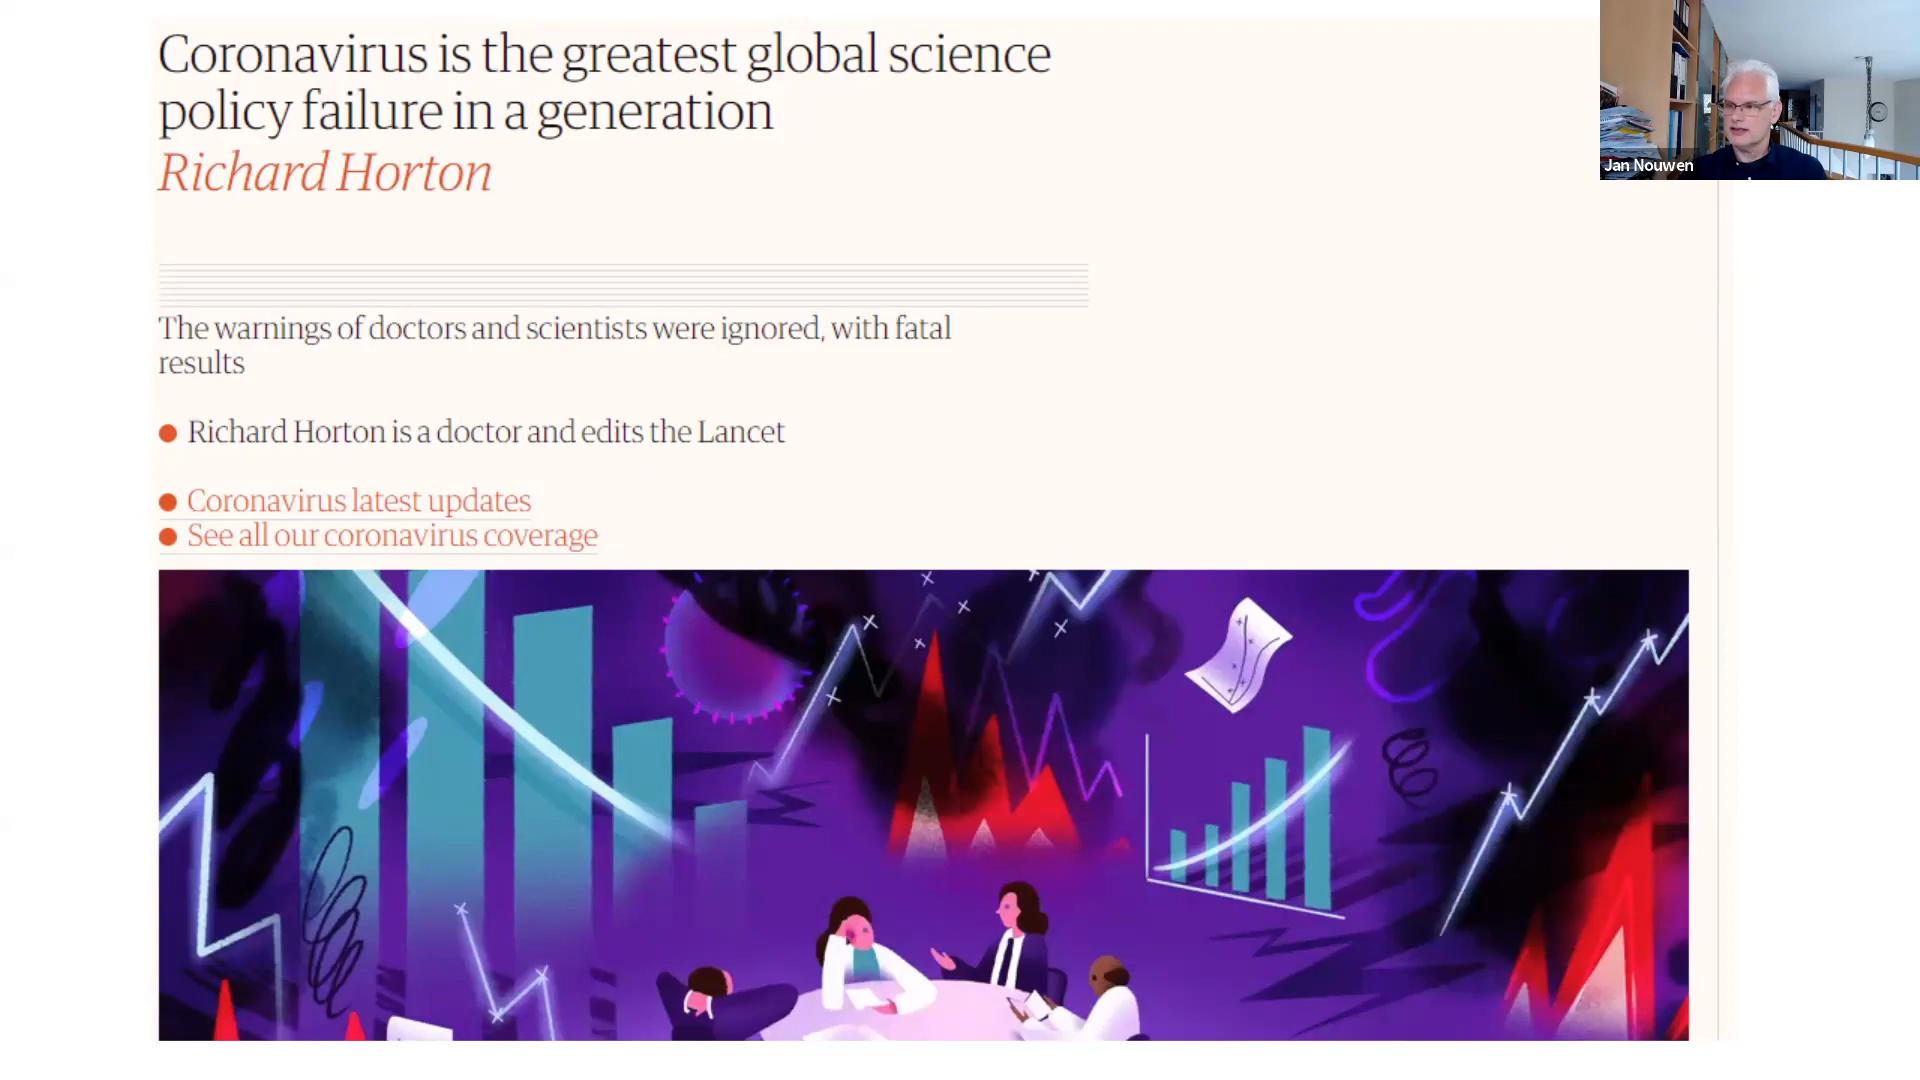 Coronavirus is the greatest global science
policy failure in a generation
Richard Horton
The warnings of doctors and scientists were ignored, with fatal
results
Richard Horton is a doctor and edits the Lancet
Coronavirus latest updates
See all our coronavirus coverage
Jan Nouwen